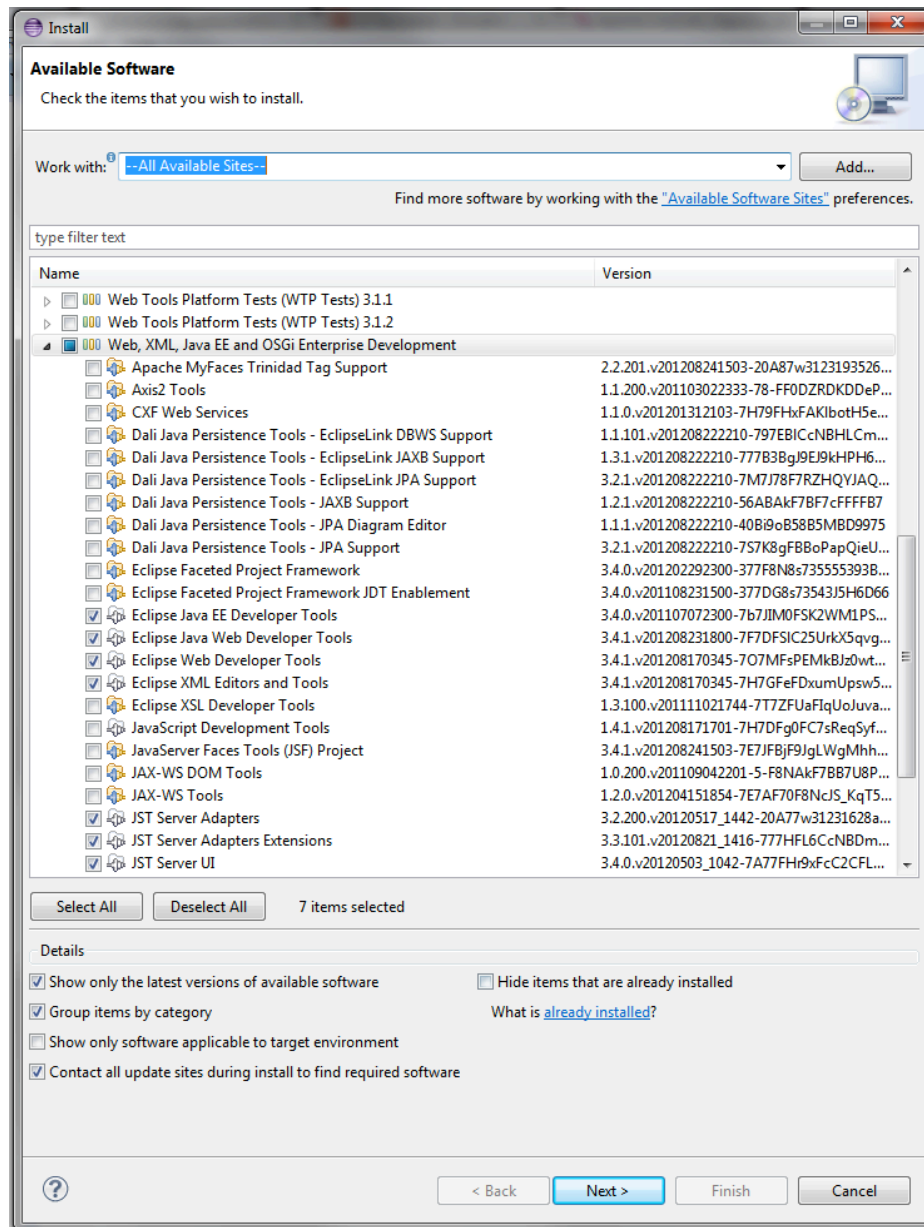 Install
Available Software
Check the items that you wish to install.
Work with: --All Available Sites-- Add...
Find more software by working with the "Available Software Sites" preferences.
type filter text
Name Version
Web Tools Platform Tests (WTP Tests) 3.1.1
Web Tools Platform Tests (WTP Tests) 3.1.2
Web, XML, Java EE and OSGi Enterprise Development
Apache MyFaces Trinidad Tag Support 2.2.201.v201208241503-20A87w3123193526...
Axis2 Tools 1.1.200.v201103022333-78-FF0DZRDKDDeP...
CXF Web Services 1.1.0.v201201312103-7H79FHxFAKIbotH5e...
Dali Java Persistence Tools - EclipseLink DBWS Support 1.1.101.v201208222210-797EBICcNBHLCm...
Dali Java Persistence Tools - EclipseLink JAXB Support 1.3.1.v201208222210-777B3BgJ9EJ9kHPH6...
Dali Java Persistence Tools - EclipseLink JPA Support 3.2.1.v201208222210-7M7J78F7RZHQYJAQ...
Dali Java Persistence Tools - JAXB Support 1.2.1.v201208222210-56ABAkF7BF7cFFFFB7
Dali Java Persistence Tools - JPA Diagram Editor 1.1.1.v201208222210-40Bi9oB58B5MBD9975
Dali Java Persistence Tools - JPA Support 3.2.1.v201208222210-7S7K8gFBBoPapQieU...
Eclipse Faceted Project Framework 3.4.0.v201202292300-377F8N8s735555393B...
Eclipse Faceted Project Framework JDT Enablement 3.4.0.v201108231500-377DG8s73543J5H6D66
Eclipse Java EE Developer Tools 3.4.0.v201107072300-7b7JIM0FSK2WM1PS...
Eclipse Java Web Developer Tools 3.4.1.v201208231800-7F7DFSIC25UrkX5qvg...
Eclipse Web Developer Tools 3.4.1.v201208170345-7O7MFsPEMkBJz0wt...
Eclipse XML Editors and Tools 3.4.1.v201208170345-7H7GFeFDxumUpsw5...
Eclipse XSL Developer Tools 1.3.100.v201111021744-7T7ZFUaFIqUoJuva...
JavaScript Development Tools 1.4.1.v201208171701-7H7DFg0FC7sReqSyf...
JavaServer Faces Tools (JSF) Project 3.4.1.v201208241503-7E7JFBjF9JgLWgMhh...
JAX-WS DOM Tools 1.0.200.v201109042201-5-F8NAkF7BB7U8P...
JAX-WS Tools 1.2.0.v201204151854-7E7AF70F8NcJS_KqT5...
JST Server Adapters 3.2.200.v20120517_1442-20A77w31231628a...
JST Server Adapters Extensions 3.3.101.v20120821_1416-777HFL6CcNBDm...
JST Server UI 3.4.0.v20120503_1042-7A77FHr9xFcC2CFL...
Select All Deselect All 7 items selected
Details
Show only the latest versions of available software Hide items that are already installed
Group items by category What is already installed?
Show only software applicable to target environment
Contact all update sites during install to find required software
< Back Next > Finish Cancel